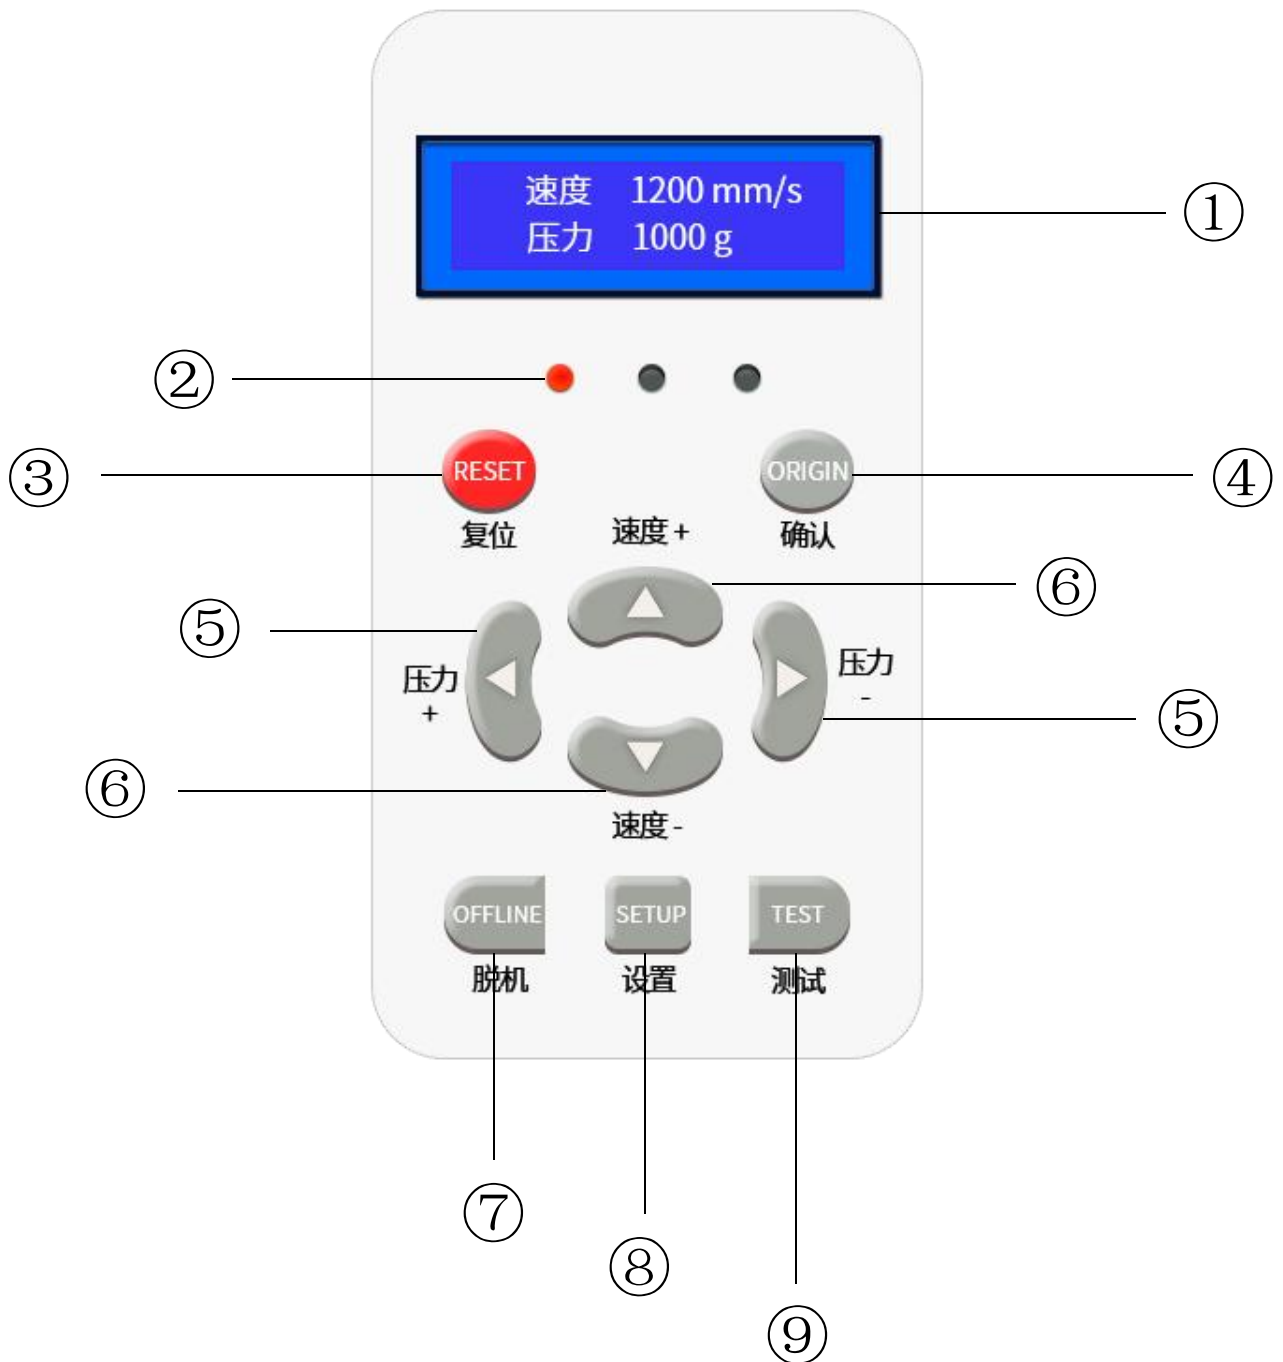 速度 1200 mm/s
压力 1000 g
①
②
③
RESET
ORIGIN
④
复位
速度+
确认
⑥
⑤
压力
+
压力
-
⑤
⑥
速度-
OFFLINE
SETUP
TEST
脱机
设置
测试
⑦
⑧
⑨